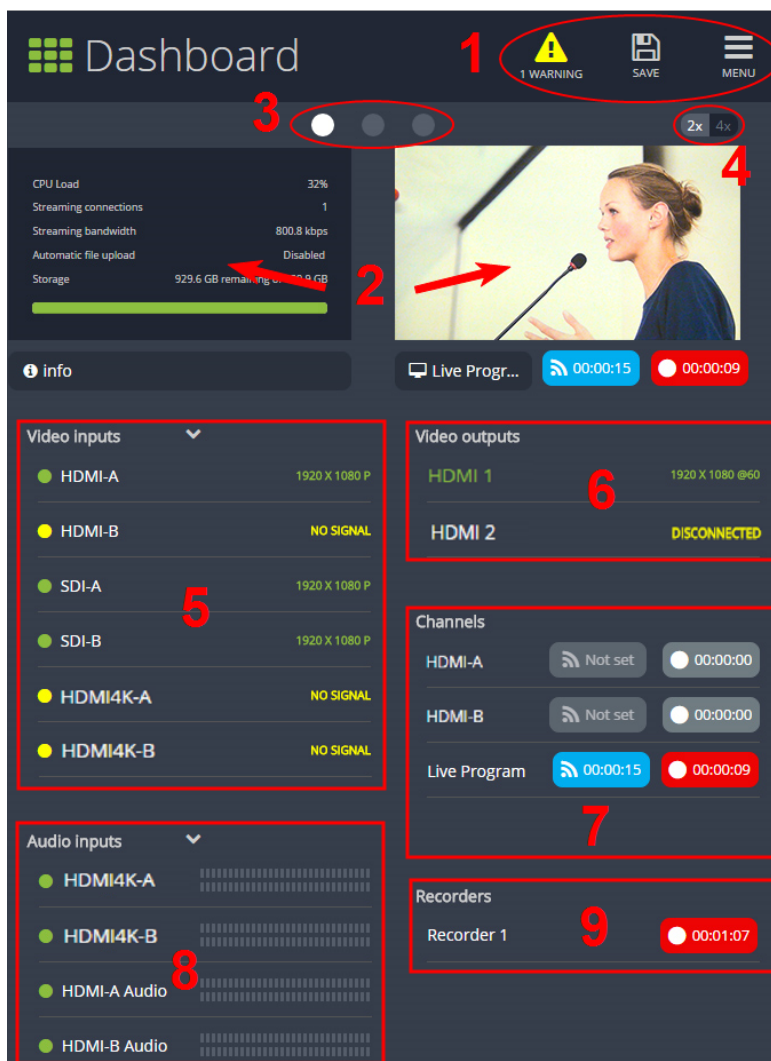 Dashboard
1
1 WARNING
SAVE
MENU
3
2x 4x
4
CPU Load 32%
Streaming connections 1
Streaming bandwidth 800.8 kbps
Automatic file upload Disabled
Storage 929.6 GB remaining GB
2
info
Live Progr... 00:00:15 00:00:09
Video inputs
HDMI-A 1920 X 1080 P
HDMI-B NO SIGNAL
SDI-A 1920 X 1080 P
5
SDI-B 1920 X 1080 P
HDMI4K-A NO SIGNAL
HDMI4K-B NO SIGNAL
Video outputs
HDMI 1 1920 X 1080 @60
6
HDMI 2 DISCONNECTED
Channels
HDMI-A Not set 00:00:00
HDMI-B Not set 00:00:00
Live Program 00:00:15 00:00:09
7
Audio inputs
HDMI4K-A
HDMI4K-B
8
HDMI-A Audio
HDMI-B Audio
Recorders
Recorder 1 00:01:07
9